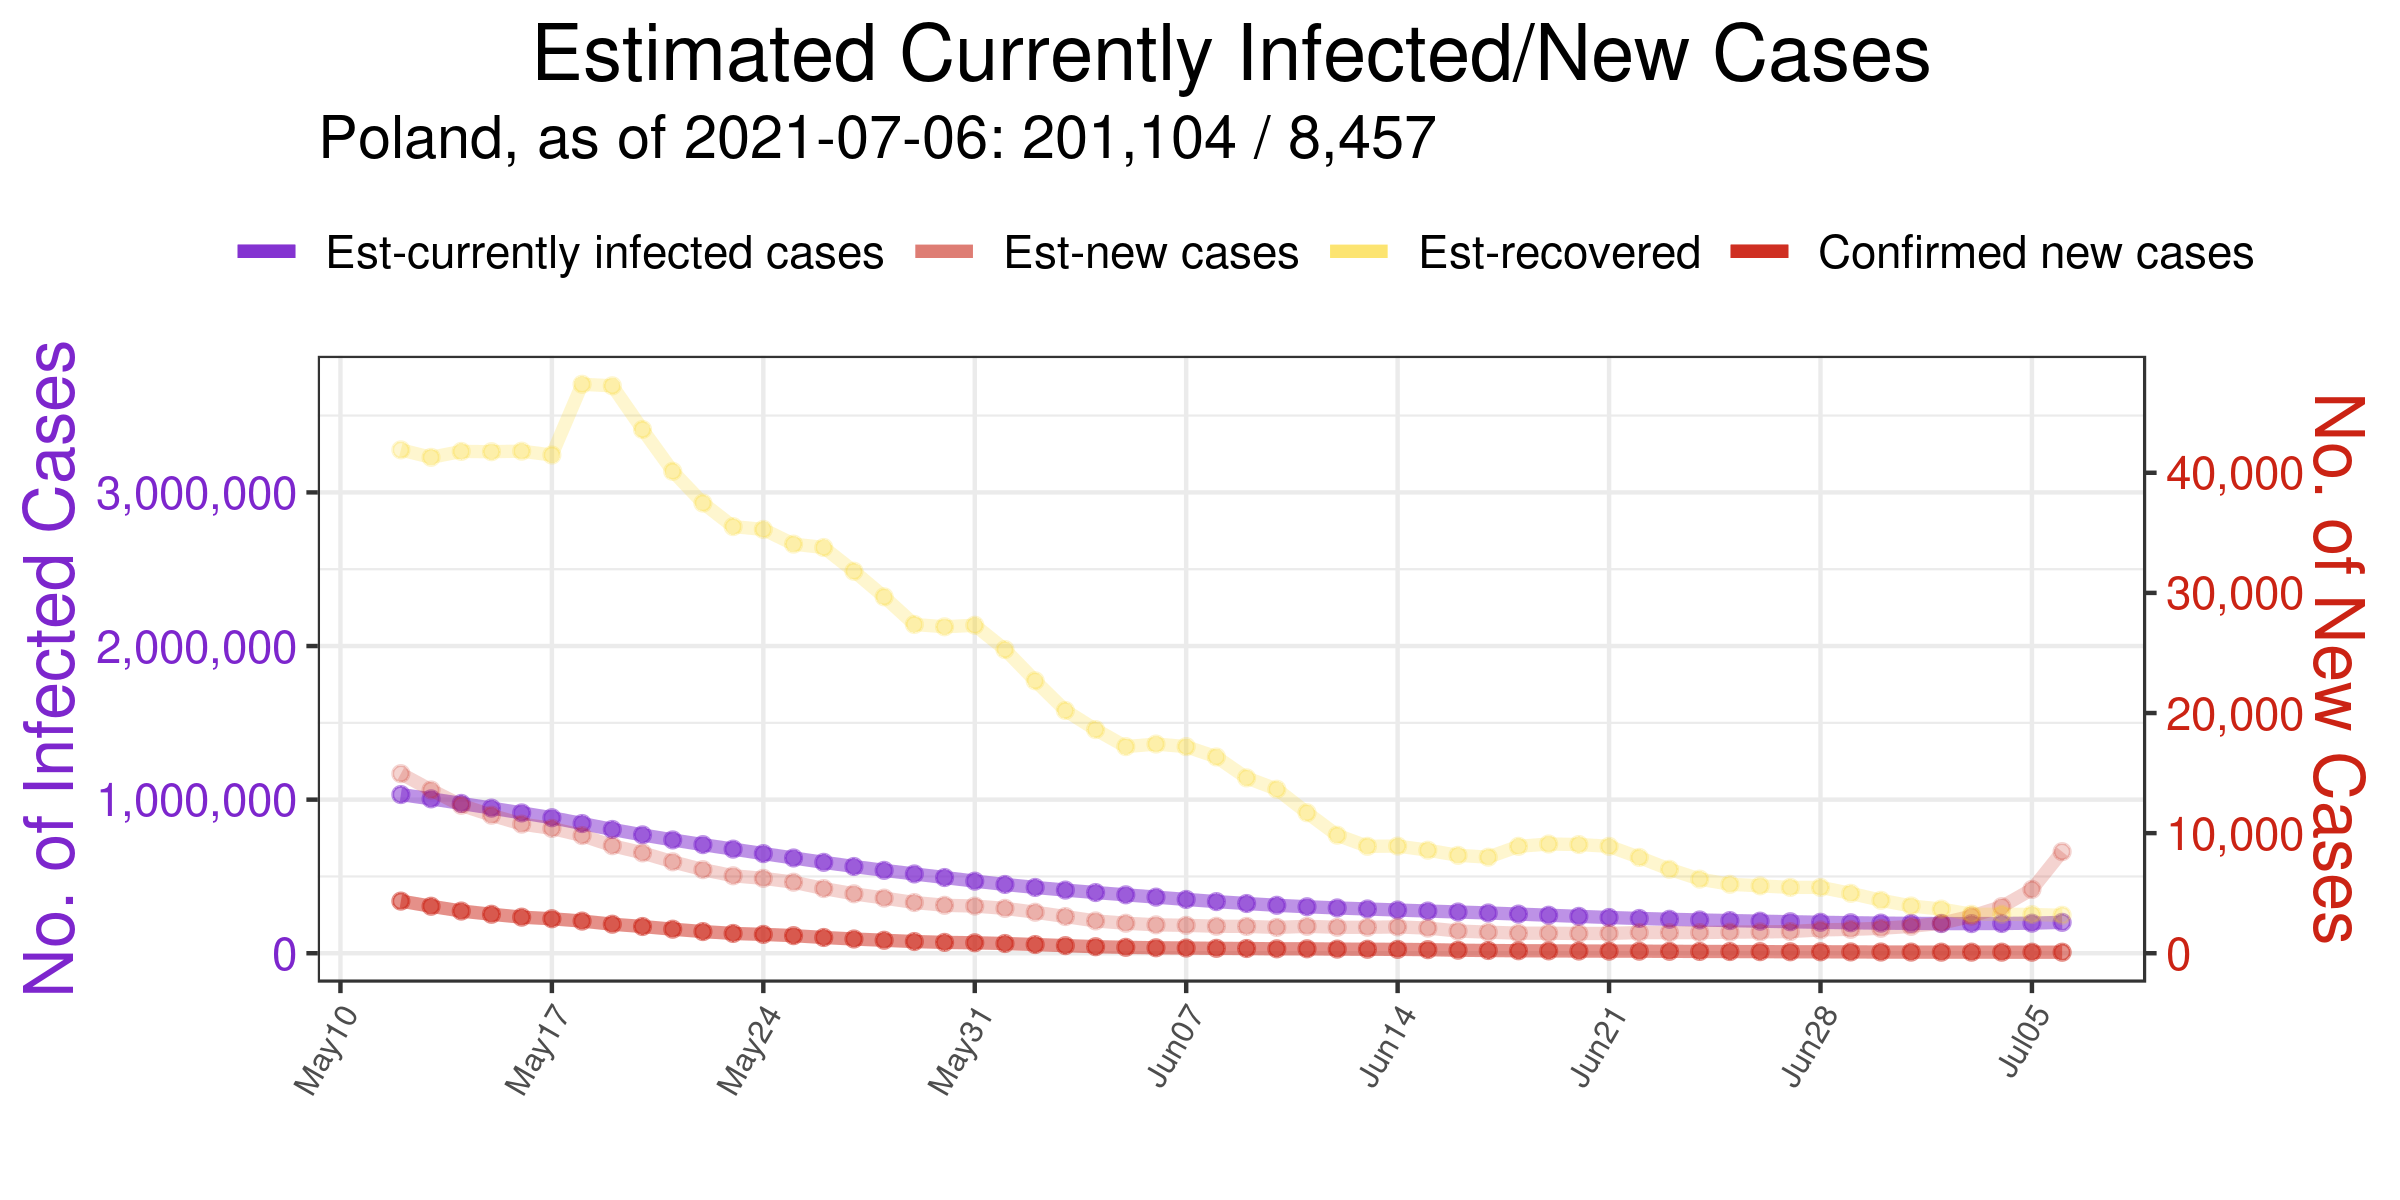 Estimated Currently Infected/New Cases
Poland, as of 2021-07-06: 201,104 / 8,457
Est-currently infected cases Est-new cases Est-recovered Confirmed new cases
No. of Infected Cases
3,000,000
2,000,000
1,000,000
0
40,000
30,000
20,000
10,000
0
No. of New Cases
May10 May17 May24 May31 Jun07 Jun14 Jun21 Jun28 Jul05